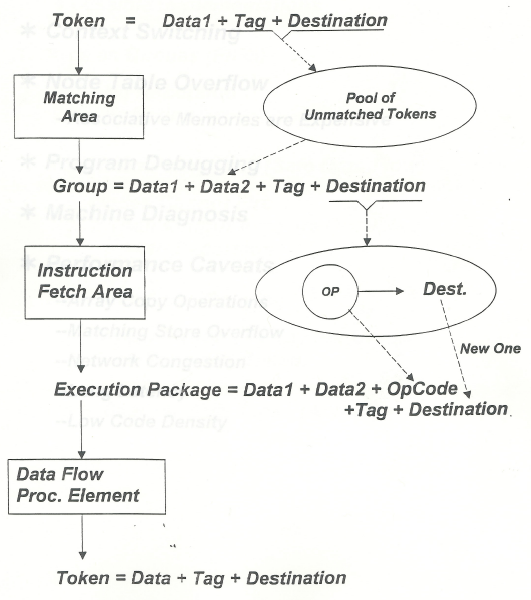 Token = Data1 + Tag + Destination
* Context Switching
* Node Table Overflow
Matching
Area
Pool of
Unmatched Tokens
--Associative Memories are Expensive
* Program Debugging
Group = Data1 + Data2 + Tag + Destination
* Machine Diagnosis
* Performance Caveats
Instruction
Fetch Area
OP
Dest.
--Array Copy Operations
--Matching Store Overflow
New One
--Network Congestion
Execution Package = Data1 + Data2 + OpCode
+Tag + Destination
--Low Code Density
Data Flow
Proc. Element
Token = Data + Tag + Destination